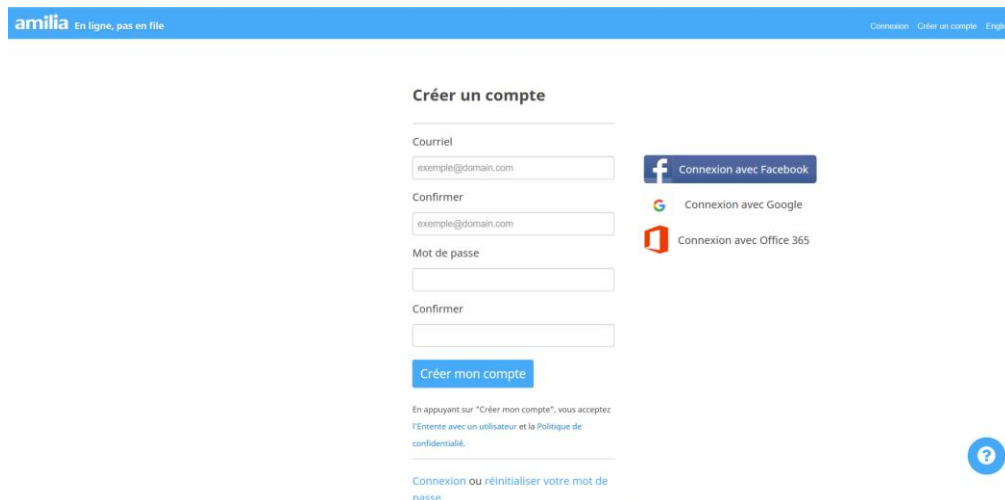 amilia En ligne, pas en file
Connexion Créer un compte Englis
Créer un compte
Courriel
exemple@domain.com
Confirmer
exemple@domain.com
Mot de passe
Confirmer
Créer mon compte
En appuyant sur "Créer mon compte", vous acceptez
l'Entente avec un utilisateur et la Politique de
confidentialié.
Connexion ou réinitialiser votre mot de
passe
Connexion avec Facebook
Connexion avec Google
Connexion avec Office 365